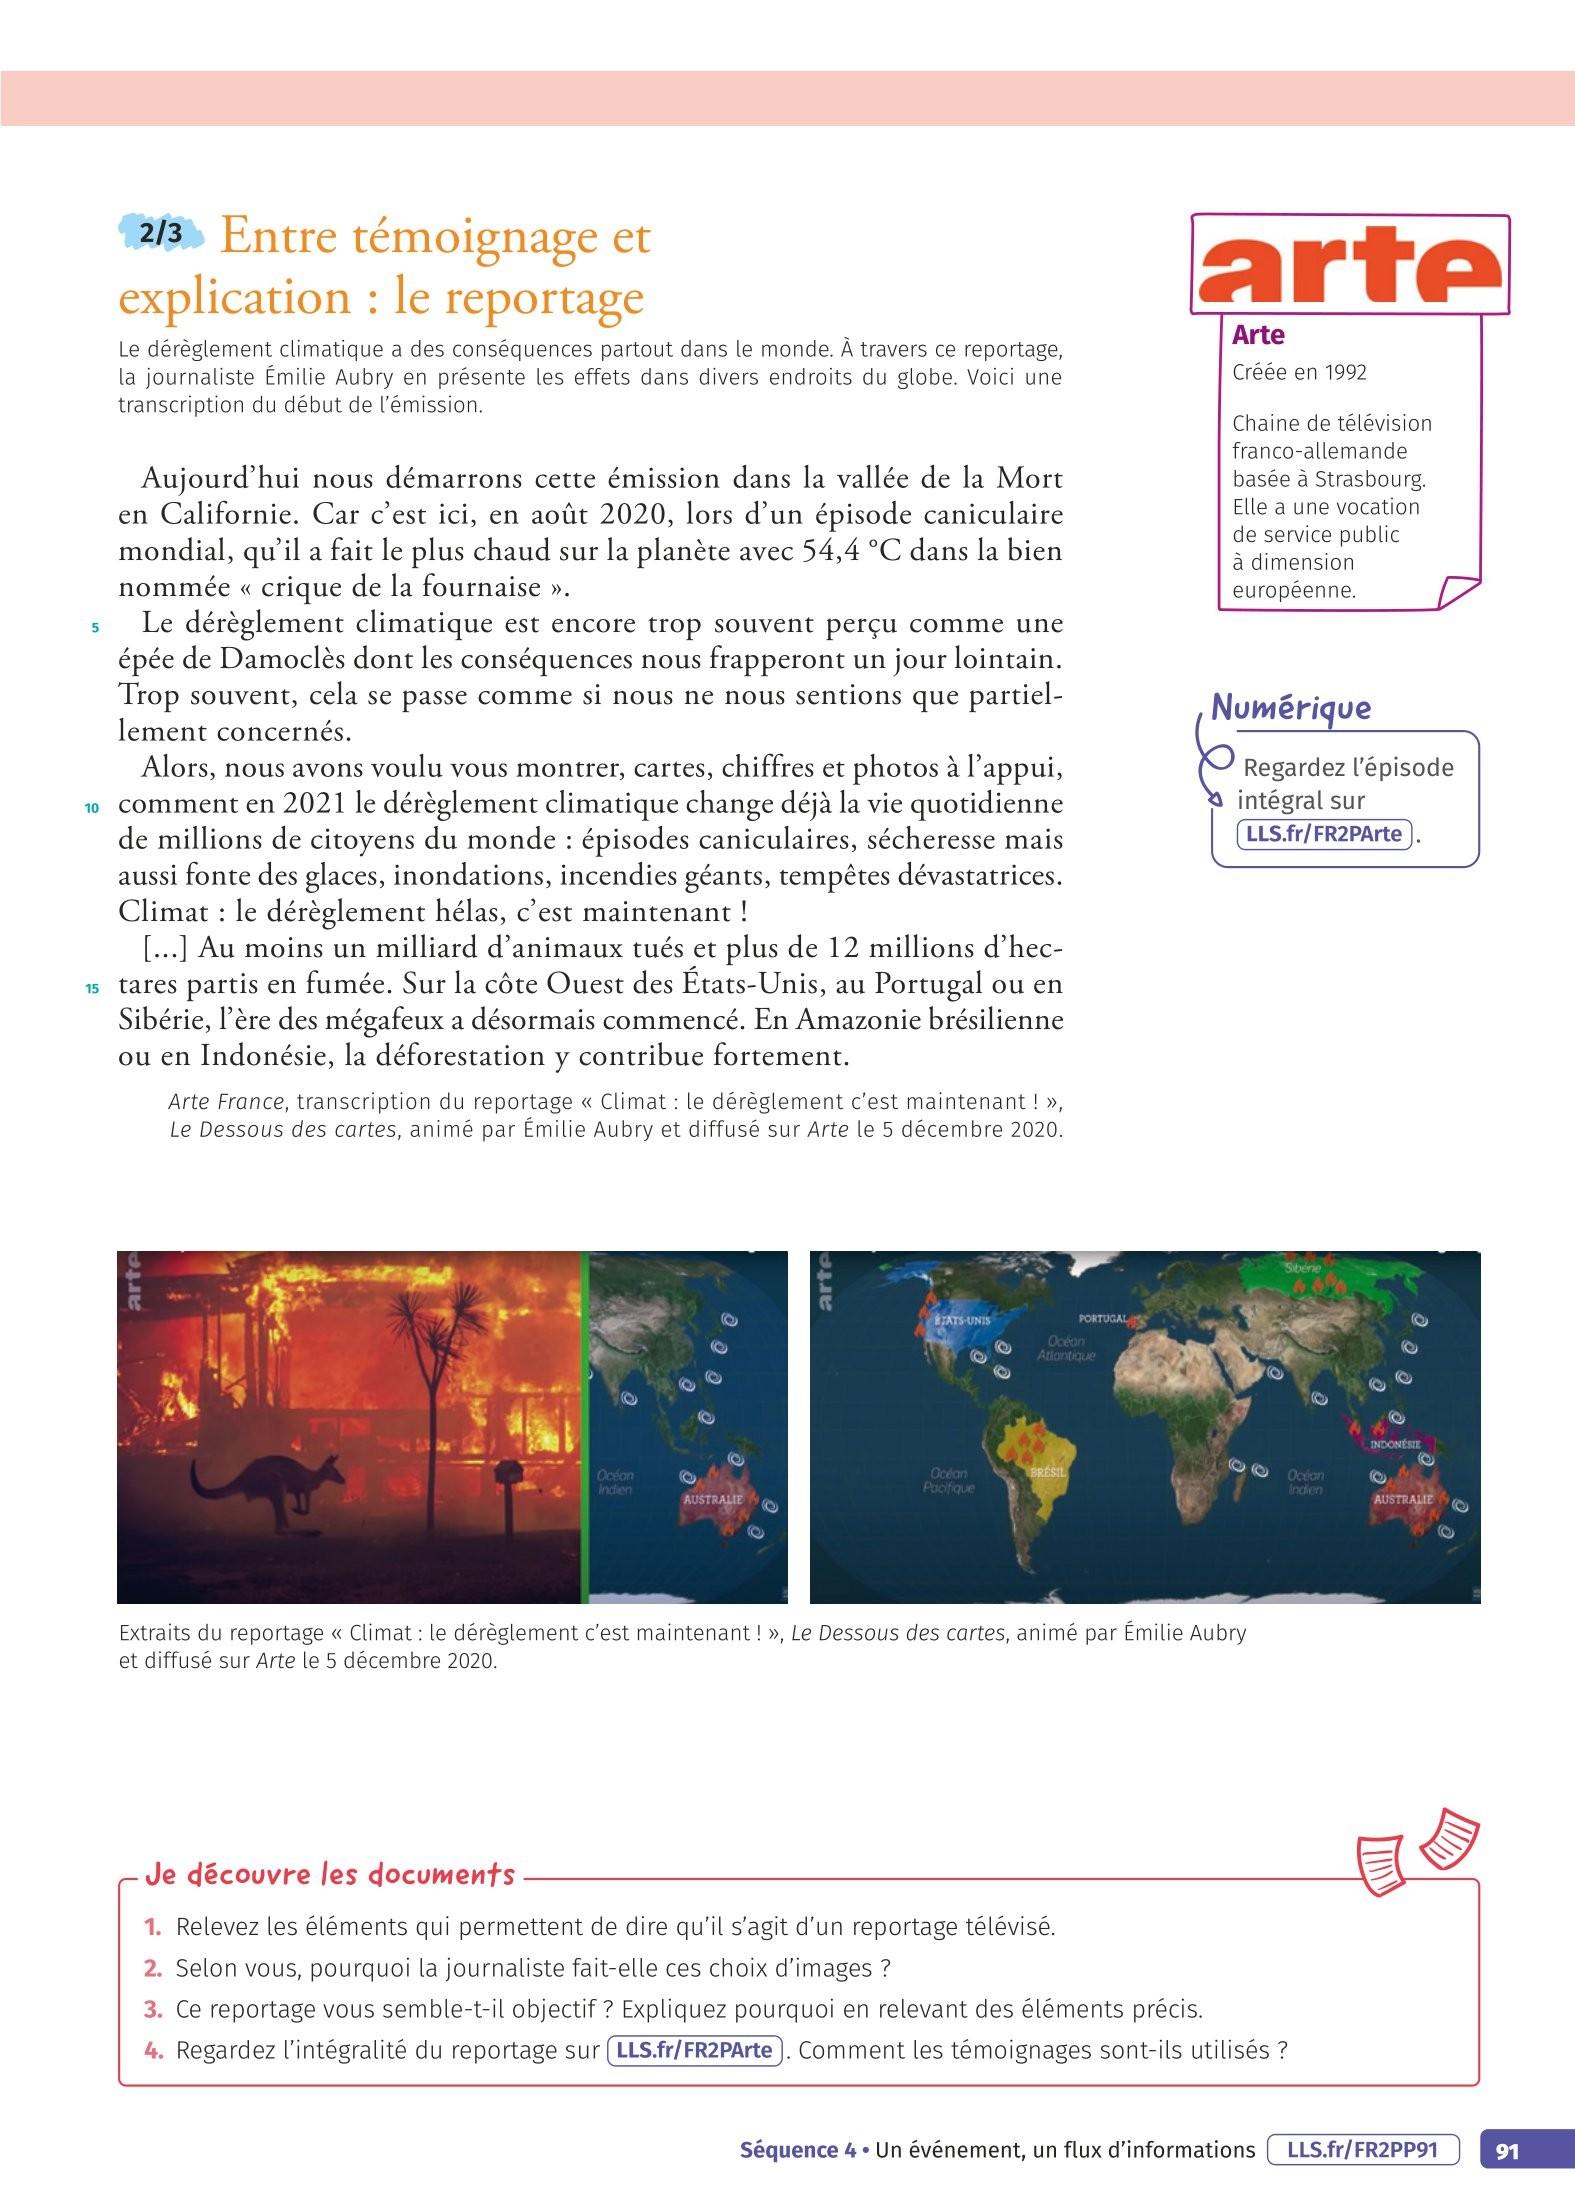 2/3 Entre témoignage et
explication : le reportage
Le dérèglement climatique a des conséquences partout dans le monde. À travers ce reportage,
la journaliste Émilie Aubry en présente les effets dans divers endroits du globe. Voici une
transcription du début de l’émission.
Aujourd’hui nous démarrons cette émission dans la vallée de la Mort
en Californie. Car c’est ici, en août 2020, lors d’un épisode caniculaire
mondial, qu’il a fait le plus chaud sur la planète avec 54,4 °C dans la bien
nommée « crique de la fournaise ».
5 Le dérèglement climatique est encore trop souvent perçu comme une
épée de Damoclès dont les conséquences nous frapperont un jour lointain.
Trop souvent, cela se passe comme si nous ne nous sentions que partiel-
lement concernés.
Alors, nous avons voulu vous montrer, cartes, chiffres et photos à l’appui,
10 comment en 2021 le dérèglement climatique change déjà la vie quotidienne
de millions de citoyens du monde : épisodes caniculaires, sécheresse mais
aussi fonte des glaces, inondations, incendies géants, tempêtes dévastatrices.
Climat : le dérèglement hélas, c’est maintenant !
[...] Au moins un milliard d’animaux tués et plus de 12 millions d’hec-
15 tares partis en fumée. Sur la côte Ouest des États-Unis, au Portugal ou en
Sibérie, l’ère des mégafeux a désormais commencé. En Amazonie brésilienne
ou en Indonésie, la déforestation y contribue fortement.
Arte France, transcription du reportage « Climat : le dérèglement c’est maintenant ! »,
Le Dessous des cartes, animé par Émilie Aubry et diffusé sur Arte le 5 décembre 2020.
arte
Arte
Créée en 1992
Chaine de télévision
franco-allemande
basée à Strasbourg.
Elle a une vocation
de service public
à dimension
européenne.
Numérique
Regardez l’épisode
intégral sur
LLS.fr/FR2PArte .
arte
Océan
Indien
AUSTRALIE
arte
Sibérie
ÉTATS-UNIS
PORTUGAL
Océan
Atlantique
INDONÉSIE
BRÉSIL
Océan
Pacifique
Océan
Indien
AUSTRALIE
Extraits du reportage « Climat : le dérèglement c’est maintenant ! », Le Dessous des cartes, animé par Émilie Aubry
et diffusé sur Arte le 5 décembre 2020.
Je découvre les documents
1. Relevez les éléments qui permettent de dire qu’il s’agit d’un reportage télévisé.
2. Selon vous, pourquoi la journaliste fait-elle ces choix d’images ?
3. Ce reportage vous semble-t-il objectif ? Expliquez pourquoi en relevant des éléments précis.
4. Regardez l’intégralité du reportage sur LLS.fr/FR2PArte . Comment les témoignages sont-ils utilisés ?
Séquence 4 • Un événement, un flux d’informations LLS.fr/FR2PP91 91